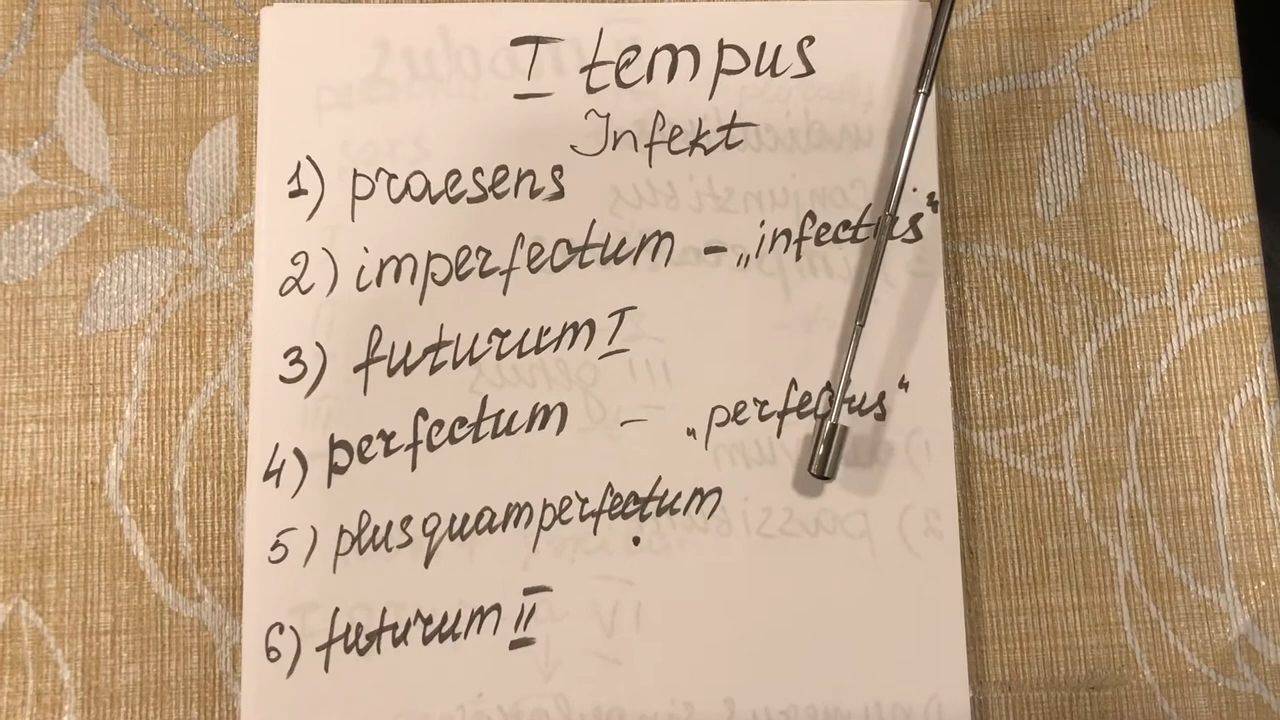 I tempus
Infekt
1) praesens
2) imperfectum - „infectus"
3) futurum I
4) perfectum - „perfectus"
5) plusquamperfectum
6) futurum II